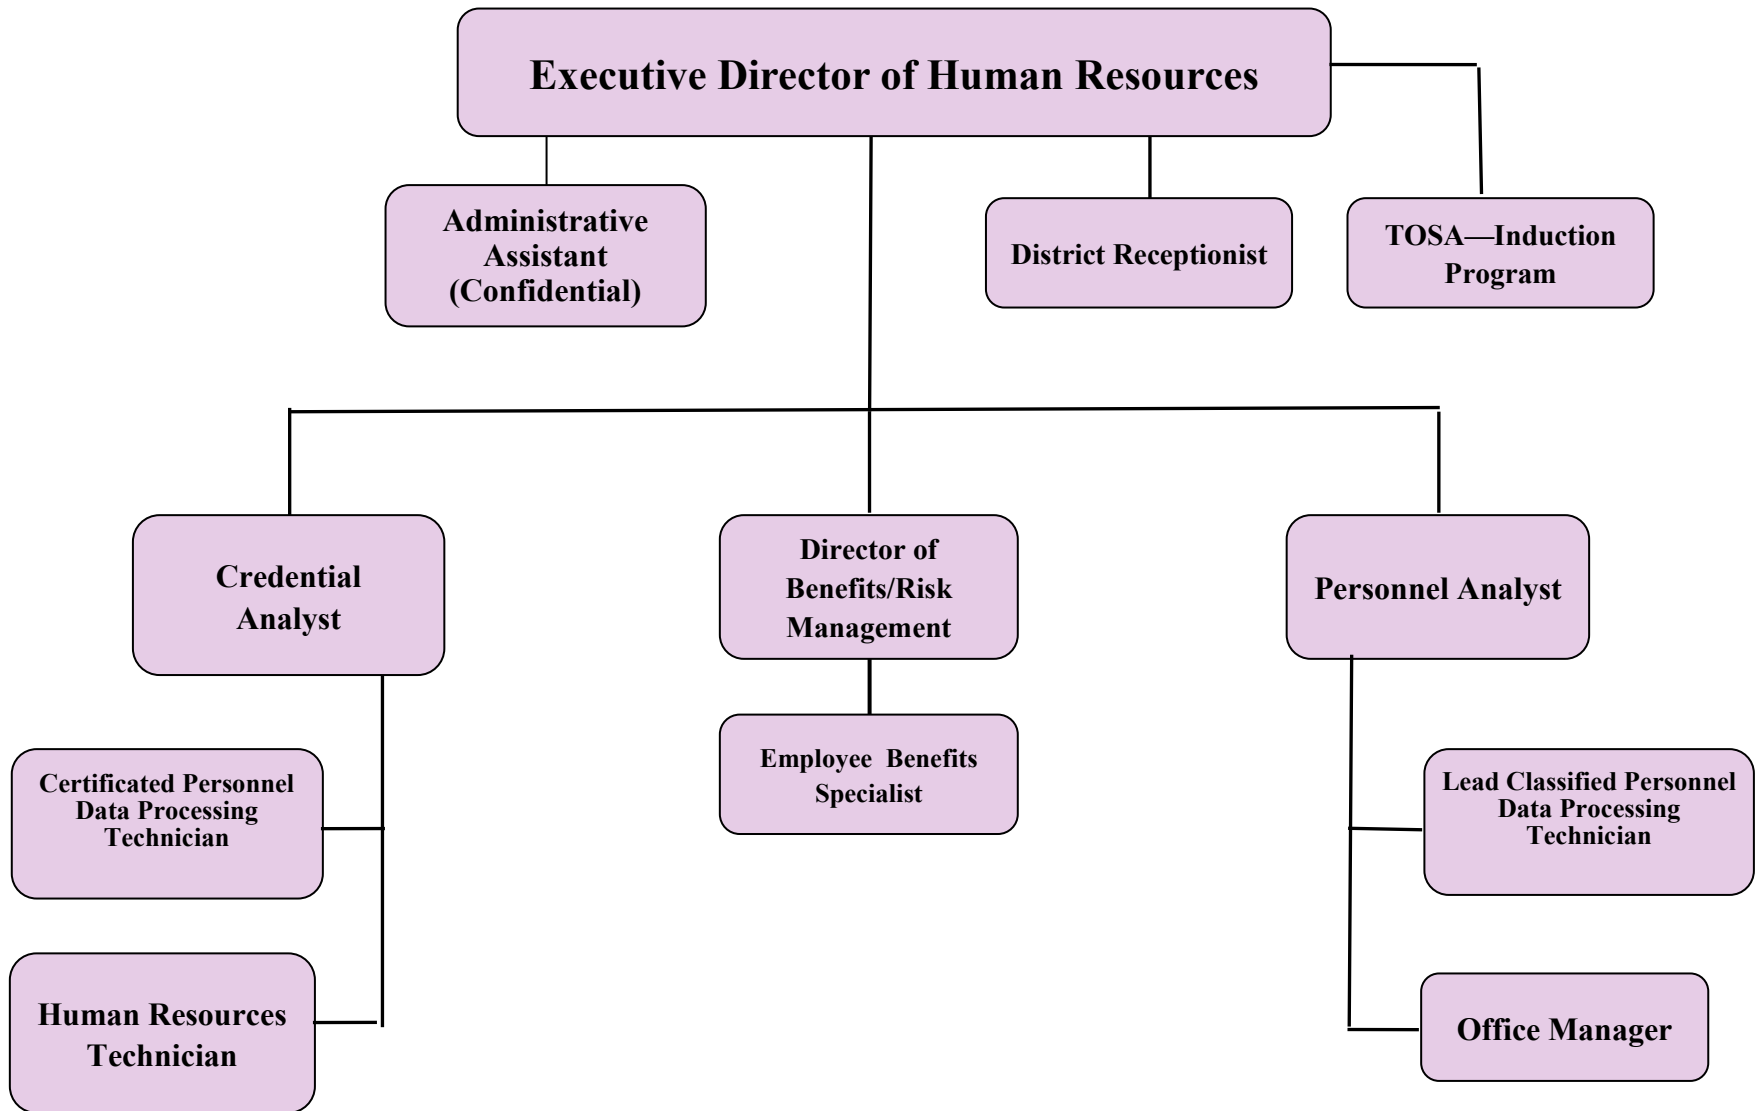 Executive Director of Human Resources
Administrative
Assistant
(Confidential)
District Receptionist
TOSA—Induction
Program
Credential
Analyst
Director of
Benefits/Risk
Management
Personnel Analyst
Certificated Personnel
Data Processing
Technician
Employee  Benefits
Specialist
Lead Classified Personnel
Data Processing
Technician
Human Resources
Technician
Office Manager